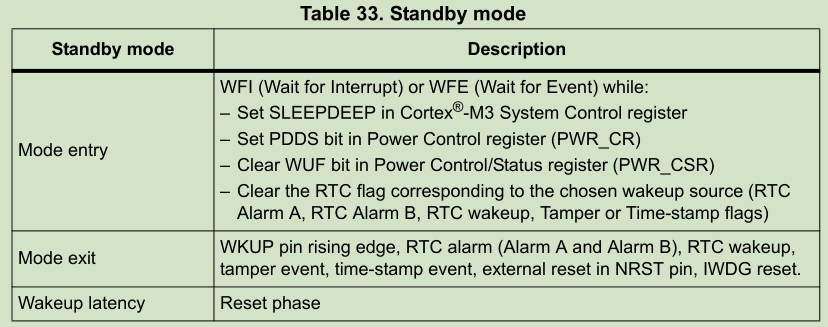 Table 33. Standby mode
Standby mode
Description
Mode entry
WFI (Wait for Interrupt) or WFE (Wait for Event) while:
– Set SLEEPDEEP in Cortex®-M3 System Control register
– Set PDDS bit in Power Control register (PWR_CR)
– Clear WUF bit in Power Control/Status register (PWR_CSR)
– Clear the RTC flag corresponding to the chosen wakeup source (RTC
Alarm A, RTC Alarm B, RTC wakeup, Tamper or Time-stamp flags)
Mode exit
WKUP pin rising edge, RTC alarm (Alarm A and Alarm B), RTC wakeup,
tamper event, time-stamp event, external reset in NRST pin, IWDG reset.
Wakeup latency
Reset phase